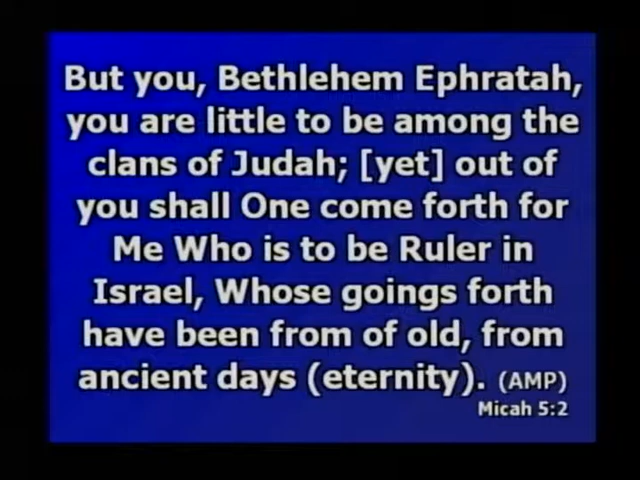 But you, Bethlehem Ephratah,
you are little to be among the
clans of Judah; [yet] out of
you shall One come forth for
Me Who is to be Ruler in
Israel, Whose goings forth
have been from of old, from
ancient days (eternity). (AMP)
Micah 5:2